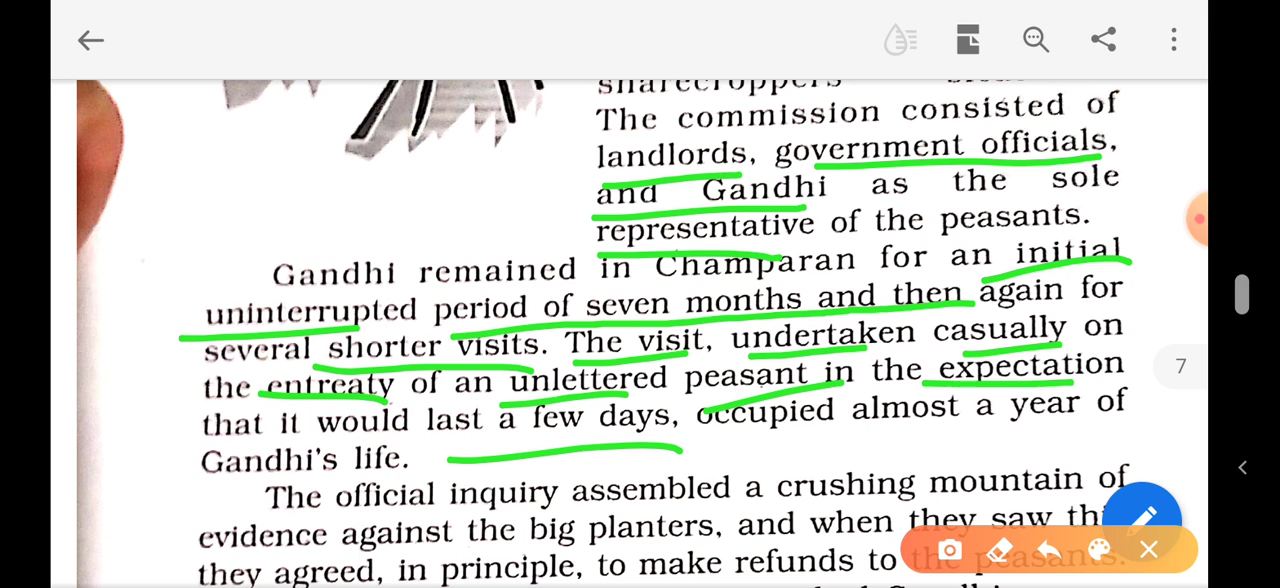 The commission consisted of
landlords, government officials,
and Gandhi as the sole
representative of the peasants.
Gandhi remained in Champaran for an initial
uninterrupted period of seven months and then again for
several shorter visits. The visit, undertaken casually on
the entreaty of an unlettered peasant in the expectation
that it would last a few days, occupied almost a year of
Gandhi's life.
7
The official inquiry assembled a crushing mountain of
evidence against the big planters, and when they saw
they agreed, in principle, to make refunds to the peasants.